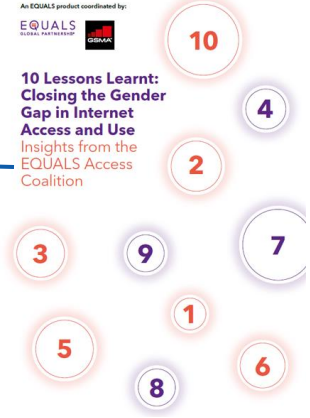 An EQUALS product coordinated by:
EQUALS
GLOBAL PARTNERSHIP
GSMA
10
10 Lessons Learnt:
Closing the Gender
Gap in Internet
Access and Use
Insights from the
EQUALS Access
Coalition
4
2
3
9
7
1
5
6
8